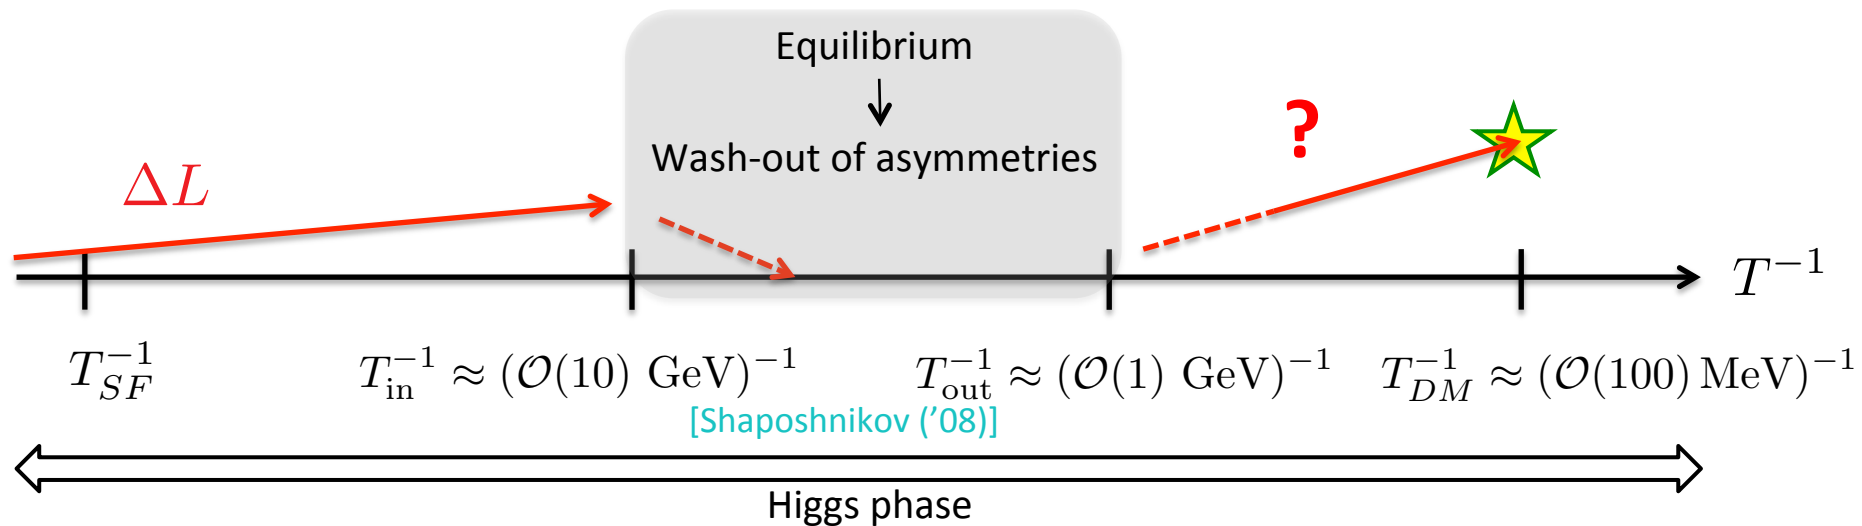 Equilibrium
Wash-out of asymmetries
?
ΔL
T⁻¹
T_{SF}^{-1}
T_{in}^{-1} ≈ (𝒪(10) GeV)⁻¹
T_{out}^{-1} ≈ (𝒪(1) GeV)⁻¹
T_{DM}^{-1} ≈ (𝒪(100) MeV)⁻¹
[Shaposhnikov (’08)]
Higgs phase